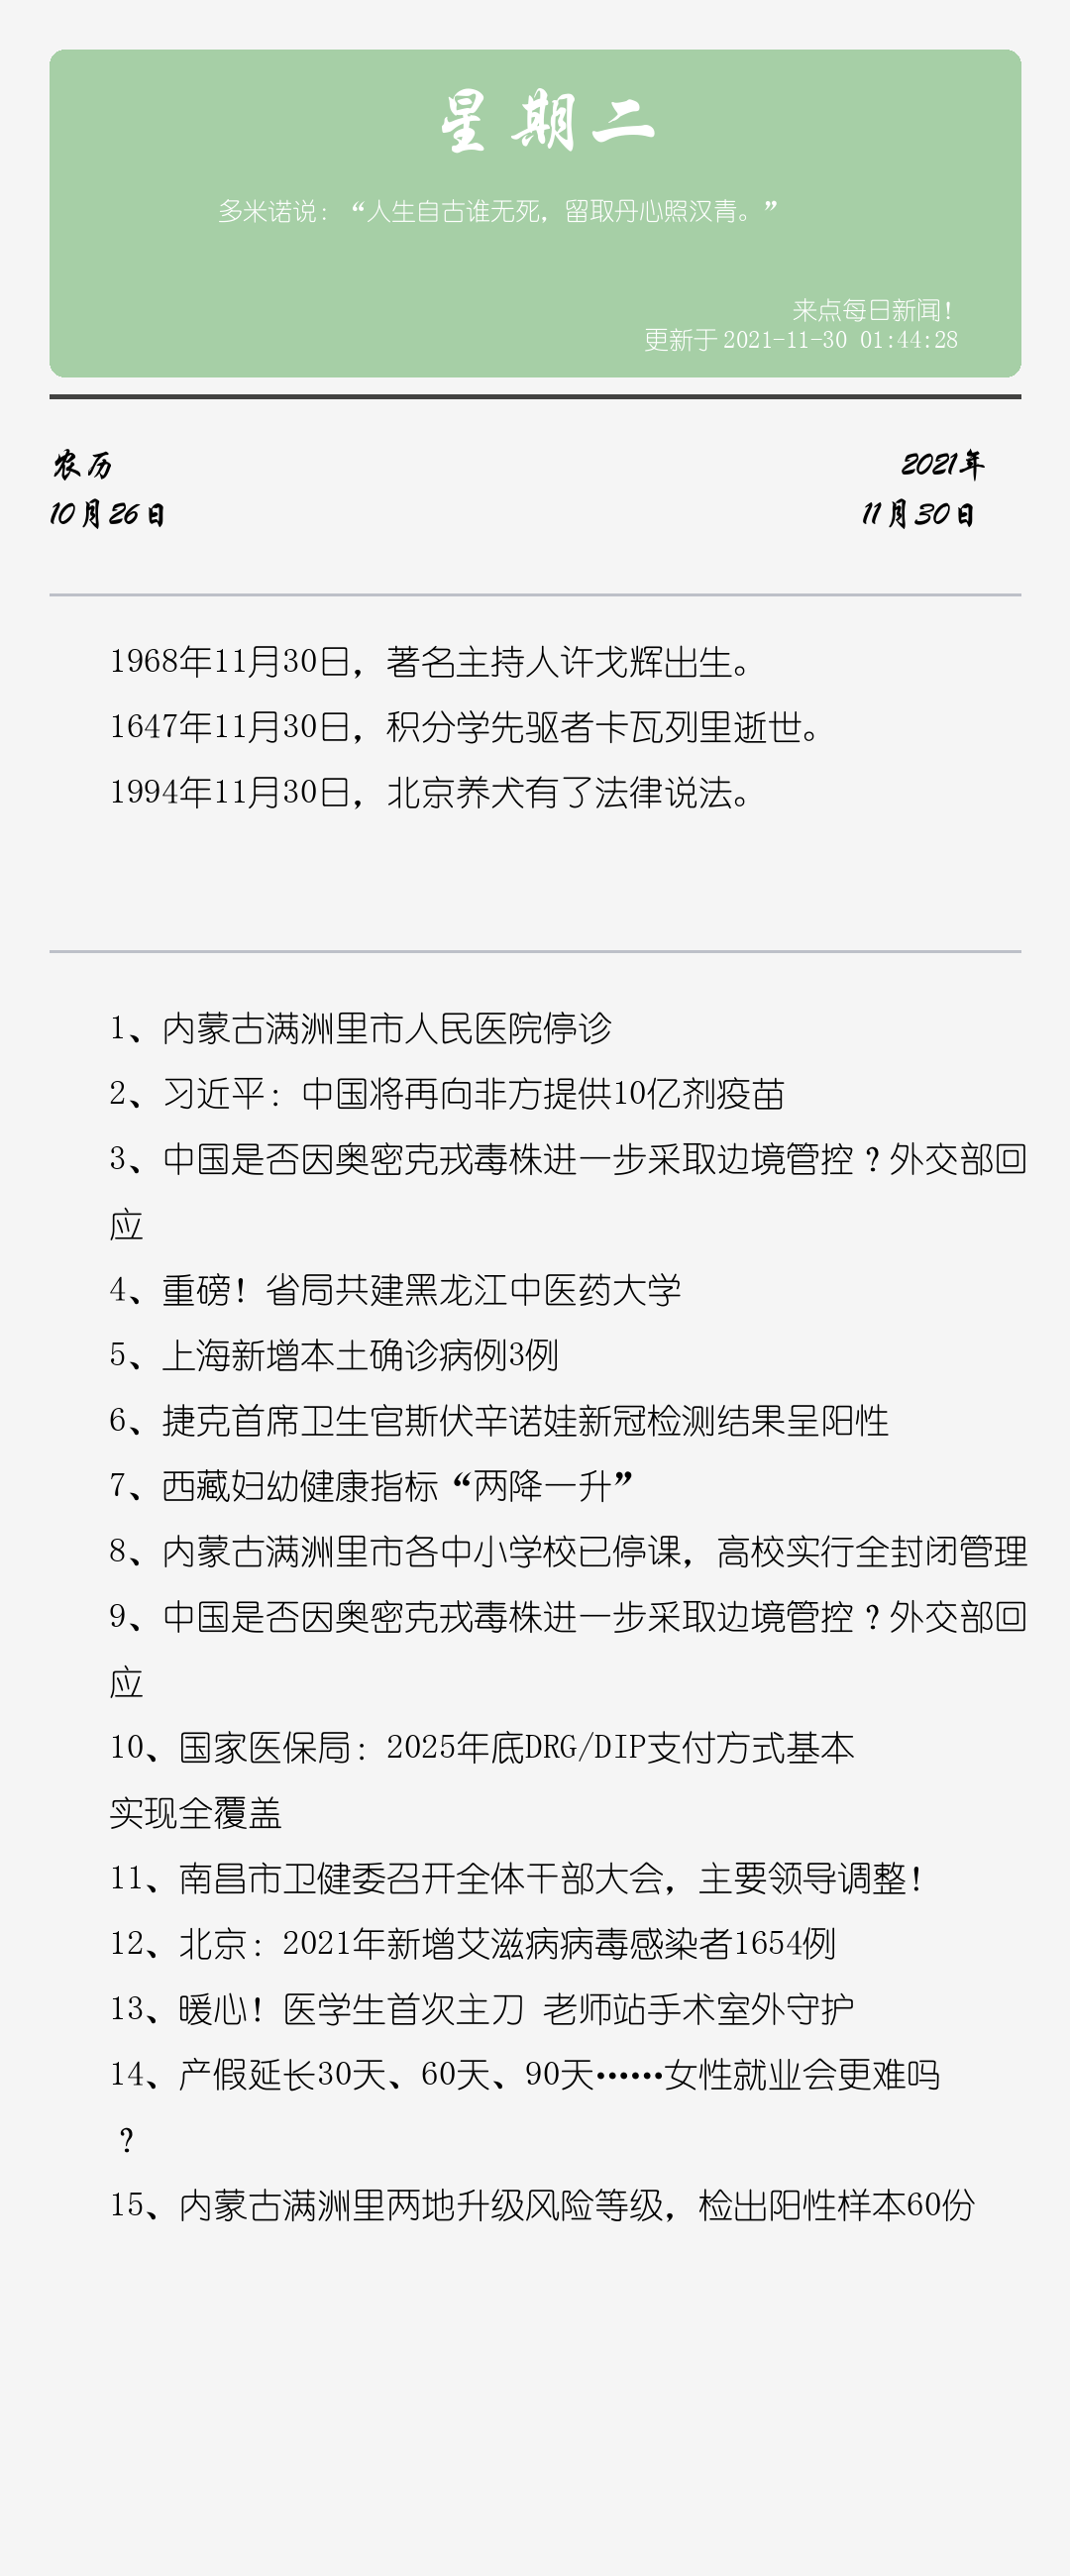 星期二
多米诺说：“人生自古谁无死，留取丹心照汉青。”
来点每日新闻！
更新于 2021-11-30 01:44:28
农历
2021年
10月26日
11月30日
1968年11月30日，著名主持人许戈辉出生。
1647年11月30日，积分学先驱者卡瓦列里逝世。
1994年11月30日，北京养犬有了法律说法。
1、内蒙古满洲里市人民医院停诊
2、习近平：中国将再向非方提供10亿剂疫苗
3、中国是否因奥密克戎毒株进一步采取边境管控？外交部回
应
4、重磅！省局共建黑龙江中医药大学
5、上海新增本土确诊病例3例
6、捷克首席卫生官斯伏辛诺娃新冠检测结果呈阳性
7、西藏妇幼健康指标“两降一升”
8、内蒙古满洲里市各中小学校已停课，高校实行全封闭管理
9、中国是否因奥密克戎毒株进一步采取边境管控？外交部回
应
10、国家医保局：2025年底DRG/DIP支付方式基本
实现全覆盖
11、南昌市卫健委召开全体干部大会，主要领导调整！
12、北京：2021年新增艾滋病病毒感染者1654例
13、暖心！医学生首次主刀 老师站手术室外守护
14、产假延长30天、60天、90天……女性就业会更难吗
？
15、内蒙古满洲里两地升级风险等级，检出阳性样本60份